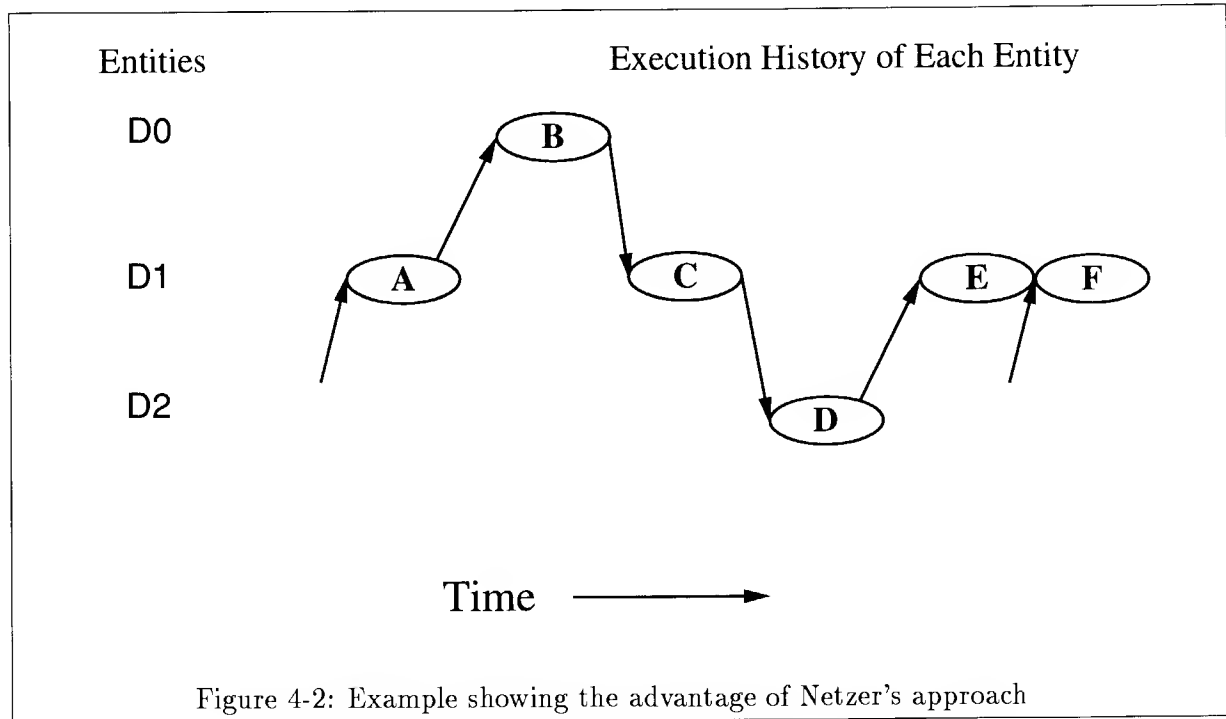 Entities Execution History of Each Entity
D0 B
D1 A C E F
D2 D
Time
Figure 4-2: Example showing the advantage of Netzer's approach